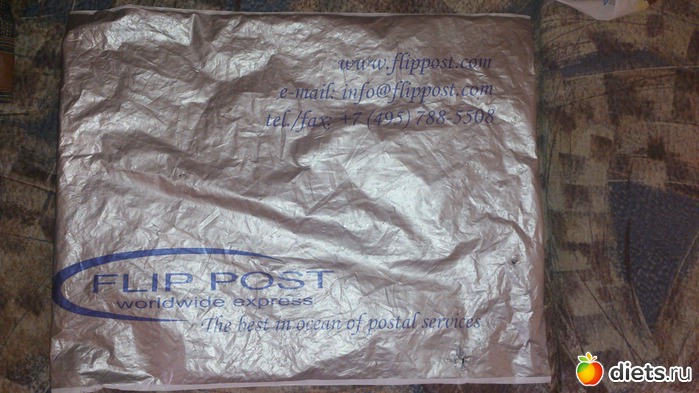 www.flippost.com
e-mail: info@flippost.com
tel./fax: +7 (495) 788-5508
FLIP POST
worldwide express
The best in ocean of postal services
diets.ru